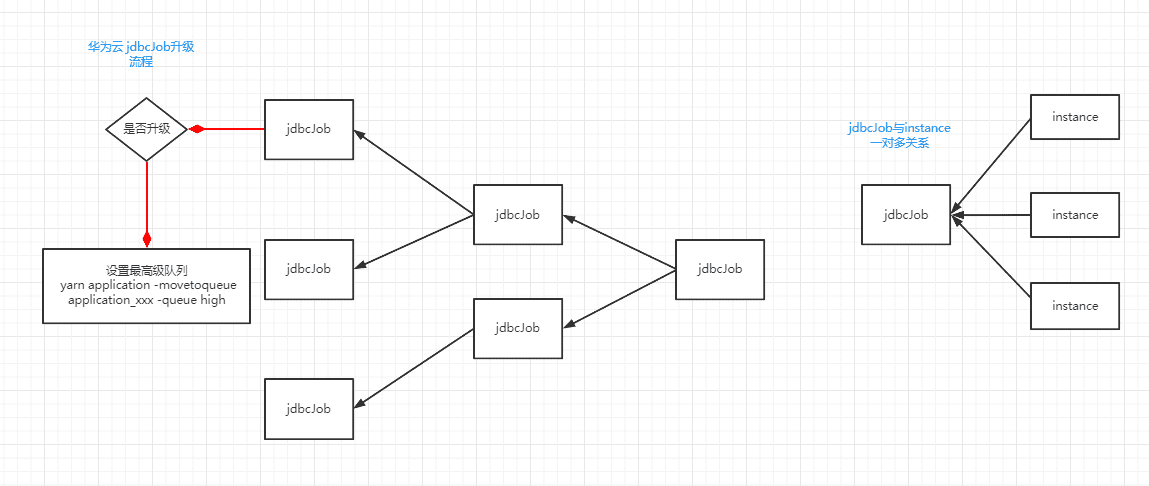 华为云 jdbcJob升级
流程
是否升级
设置最高级队列
yarn application -movetoqueue
application_xxx -queue high
jdbcJob
jdbcJob
jdbcJob
jdbcJob
jdbcJob
jdbcJob
jdbcJob与instance
一对多关系
jdbcJob
instance
instance
instance